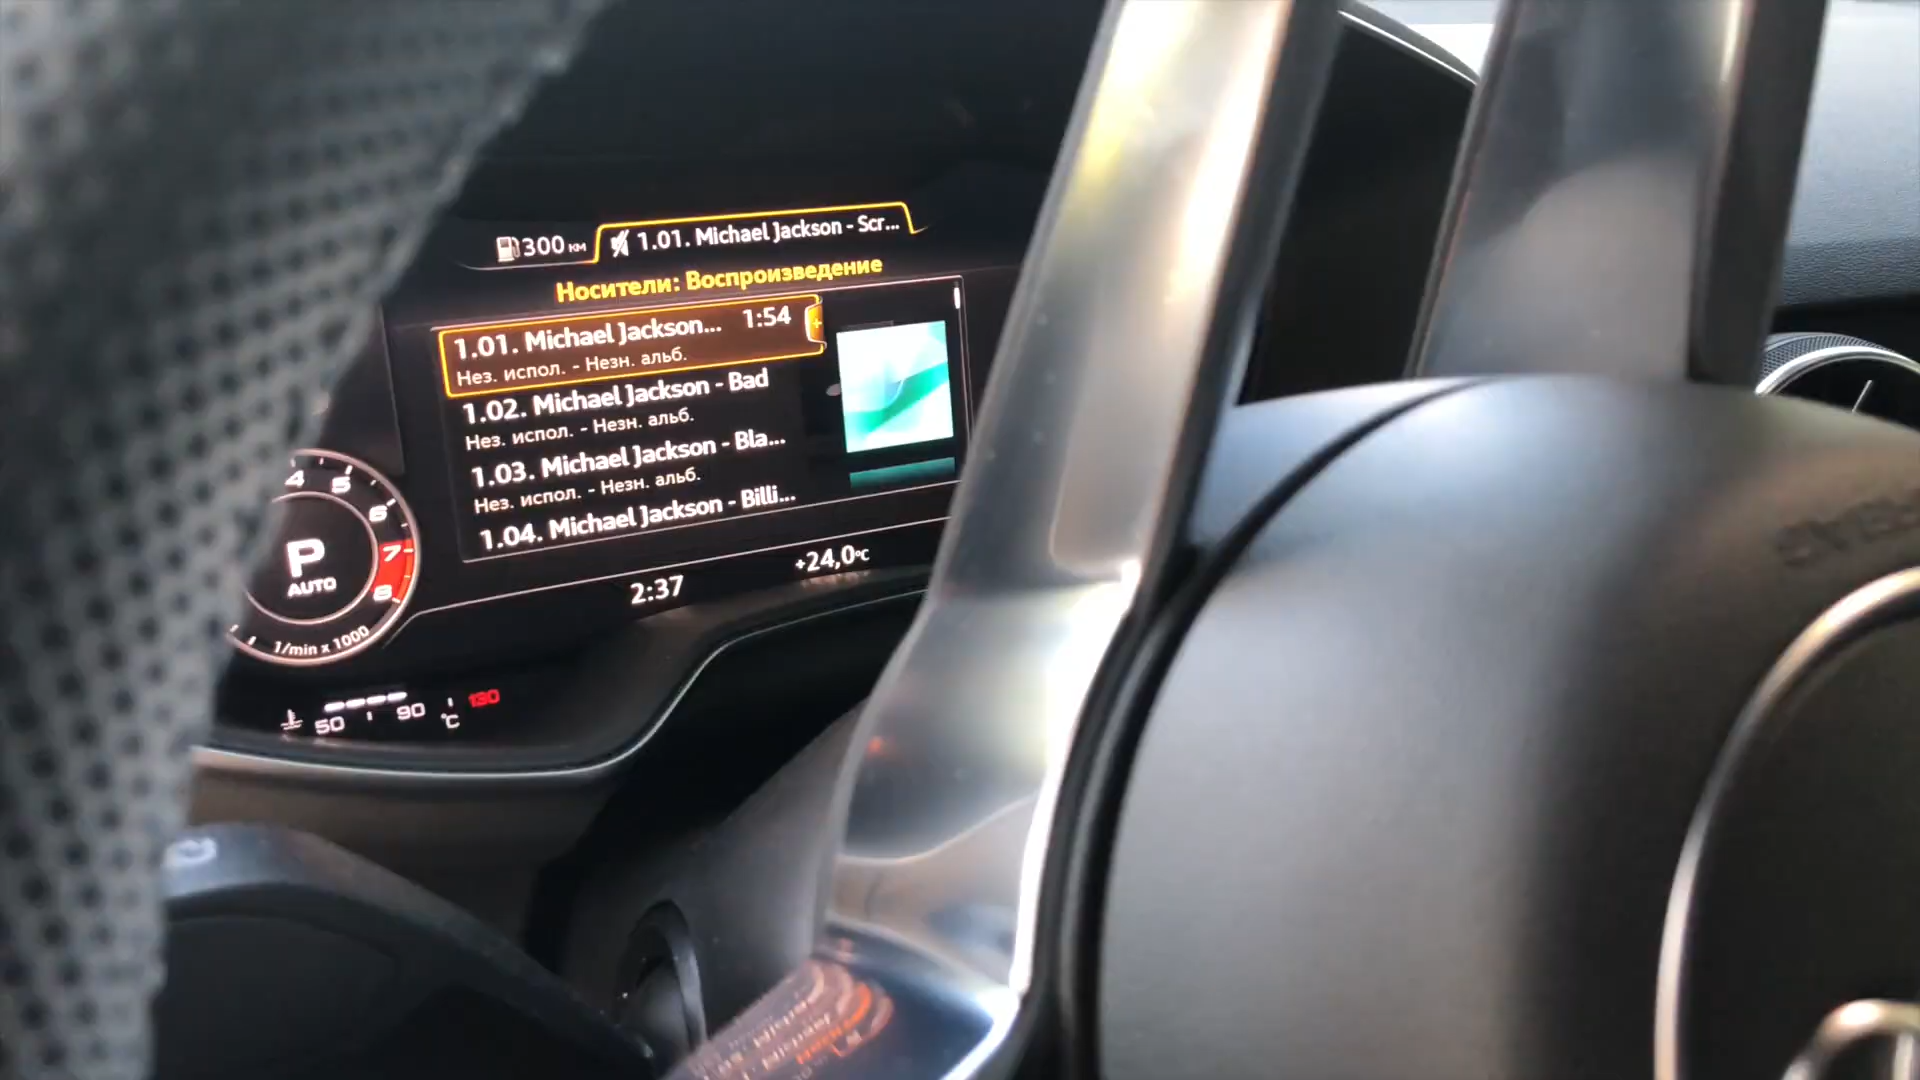 300 км
1.01. Michael Jackson - Scr...
Носители: Воспроизведение
1.01. Michael Jackson... 1:54
Нез. испол. - Незн. альб.
1.02. Michael Jackson - Bad
Нез. испол. - Незн. альб.
1.03. Michael Jackson - Bla...
Нез. испол. - Незн. альб.
1.04. Michael Jackson - Billi...
4 5 6 7 8
P
AUTO
1/min x 1000
2:37
+24,0°C
50 90 °C 130